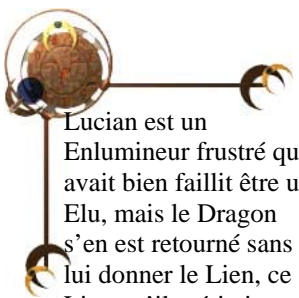 Lucian est un
Enlumineur frustré qu
avait bien faillit être u
Elu, mais le Dragon
s’en est retourné sans
lui donner le Lien, ce